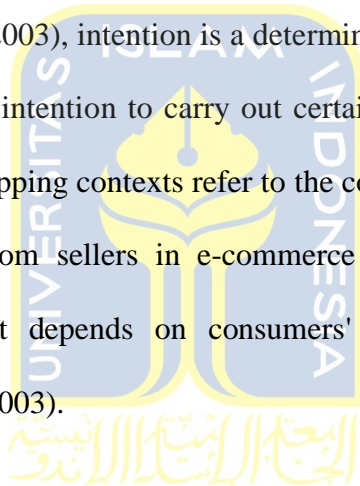 2003), intention is a determin
intention to carry out certai
pping contexts refer to the co
om sellers in e-commerce
t depends on consumers'
003).
UNIVERSITAS ISLAM INDONESIA